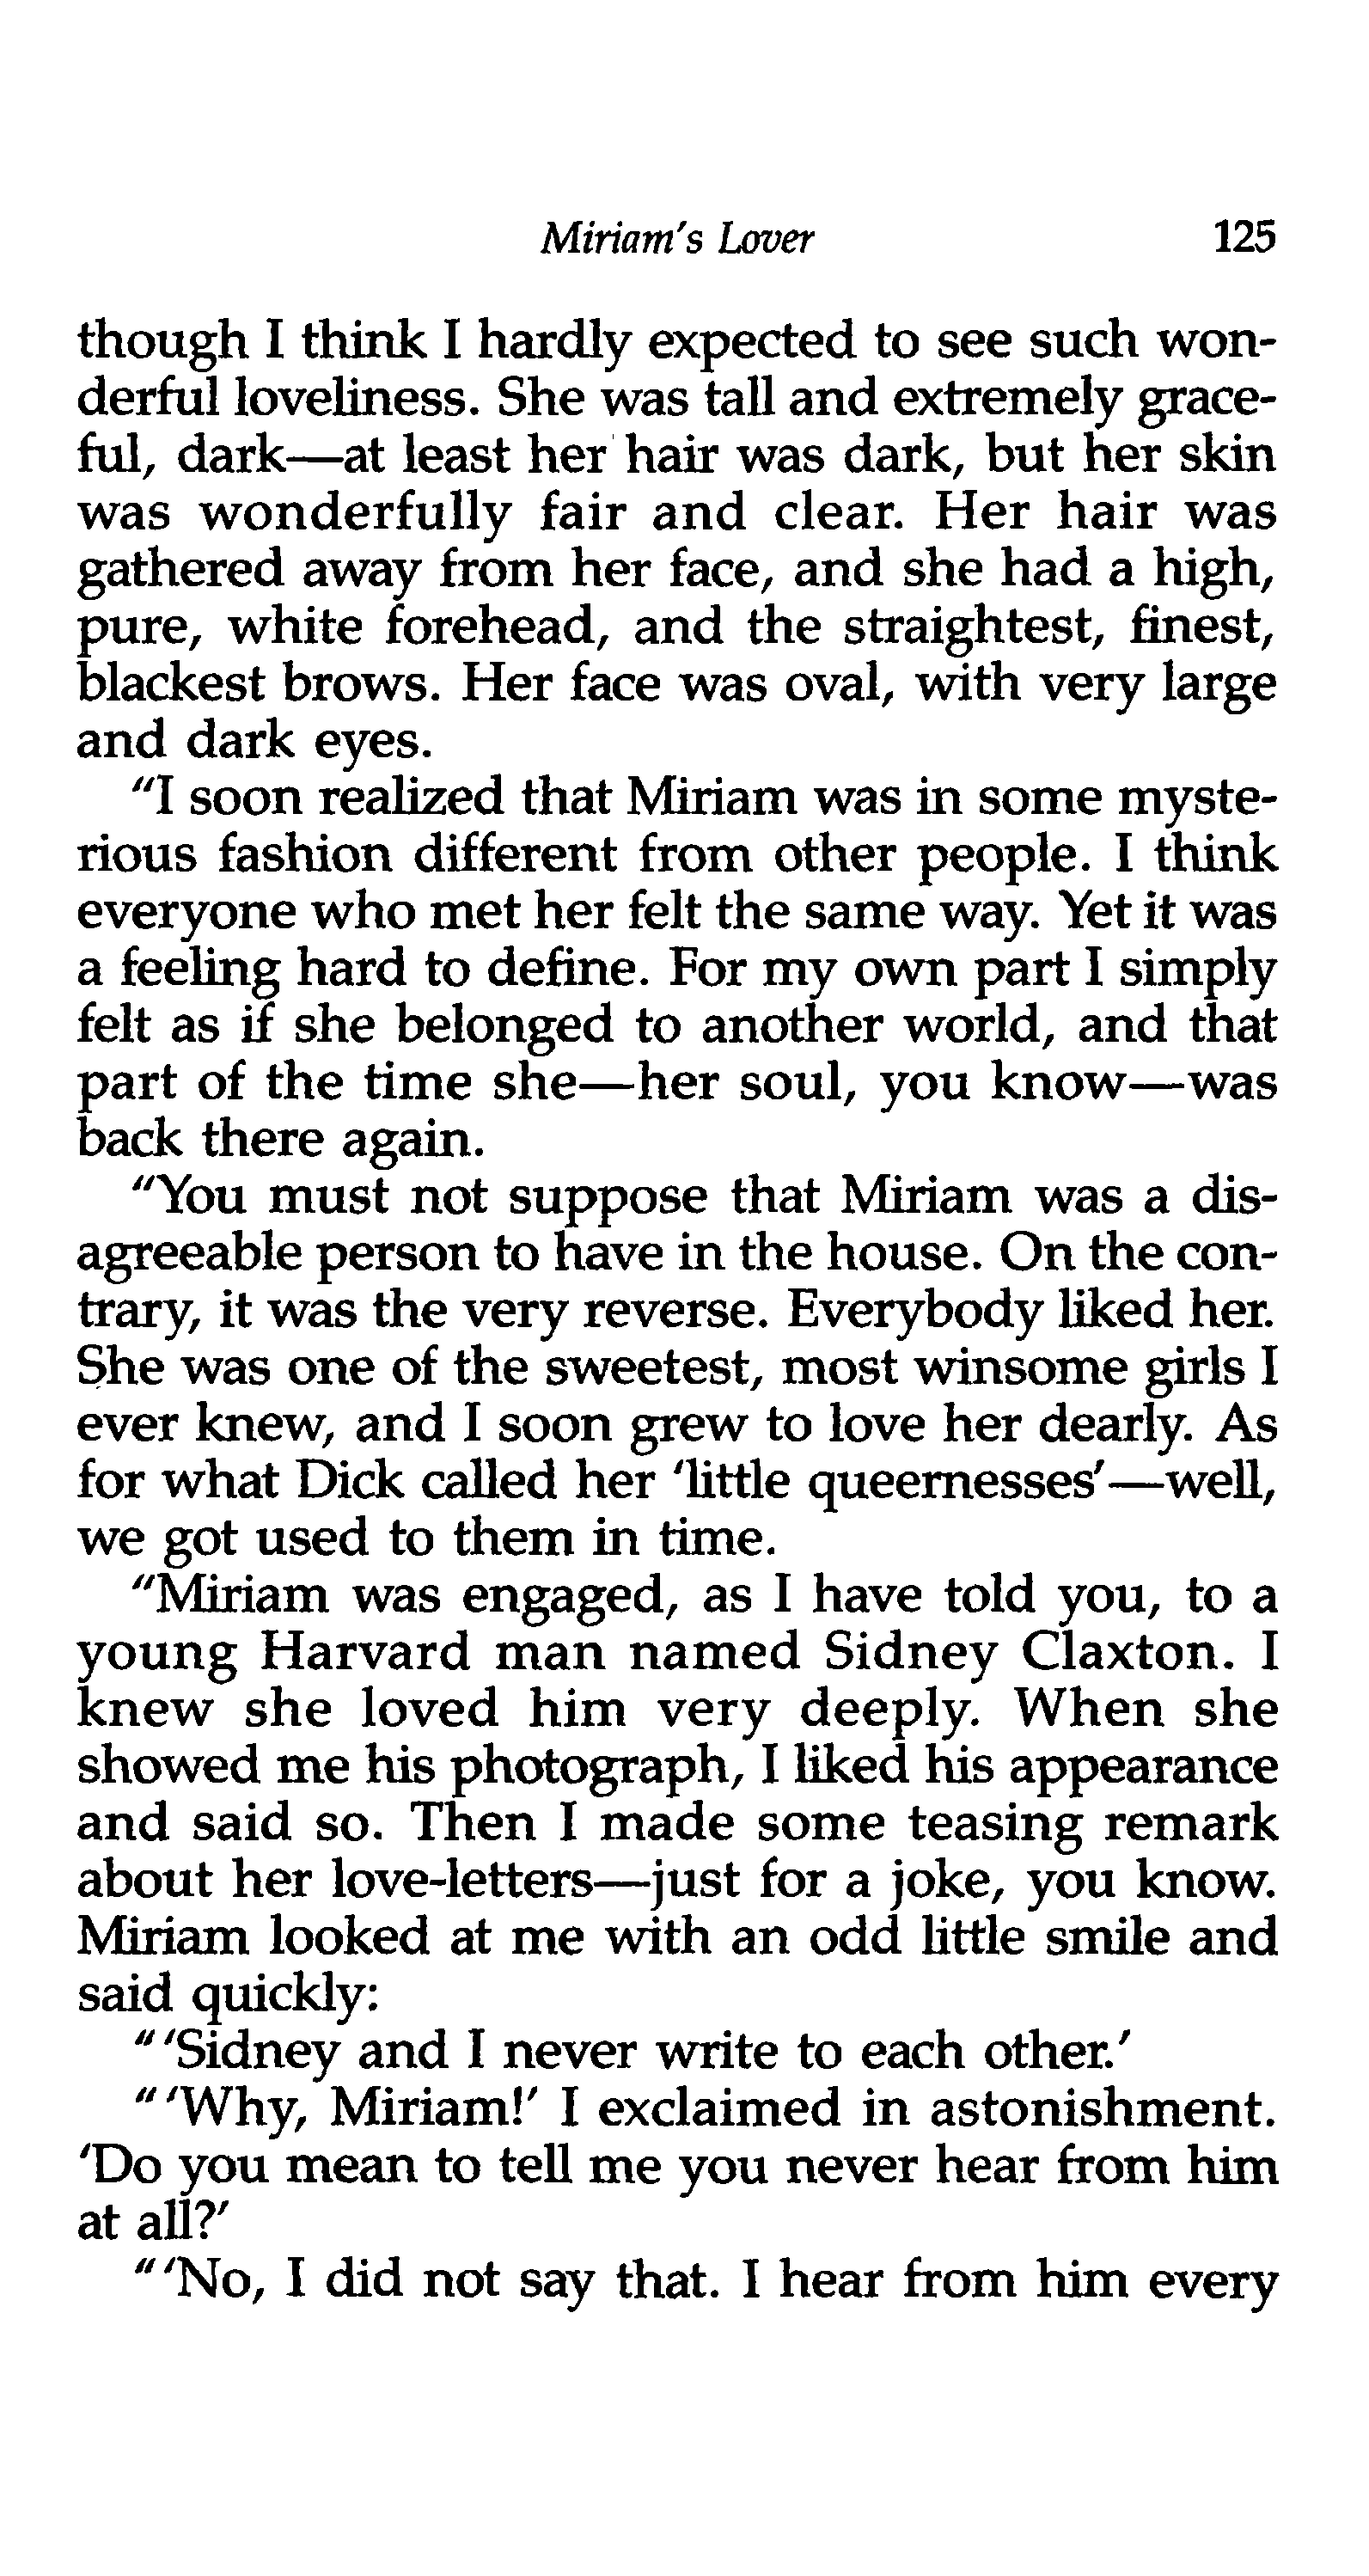 Miriam's Lover 125
though I think I hardly expected to see such won-
derful loveliness. She was tall and extremely grace-
ful, dark—at least her hair was dark, but her skin
was wonderfully fair and clear. Her hair was
gathered away from her face, and she had a high,
pure, white forehead, and the straightest, finest,
blackest brows. Her face was oval, with very large
and dark eyes.
"I soon realized that Miriam was in some myste-
rious fashion different from other people. I think
everyone who met her felt the same way. Yet it was
a feeling hard to define. For my own part I simply
felt as if she belonged to another world, and that
part of the time she—her soul, you know—was
back there again.
"You must not suppose that Miriam was a dis-
agreeable person to have in the house. On the con-
trary, it was the very reverse. Everybody liked her.
She was one of the sweetest, most winsome girls I
ever knew, and I soon grew to love her dearly. As
for what Dick called her 'little queernesses'—well,
we got used to them in time.
"Miriam was engaged, as I have told you, to a
young Harvard man named Sidney Claxton. I
knew she loved him very deeply. When she
showed me his photograph, I liked his appearance
and said so. Then I made some teasing remark
about her love-letters—just for a joke, you know.
Miriam looked at me with an odd little smile and
said quickly:
"'Sidney and I never write to each other.'
"'Why, Miriam!' I exclaimed in astonishment.
'Do you mean to tell me you never hear from him
at all?'
"'No, I did not say that. I hear from him every